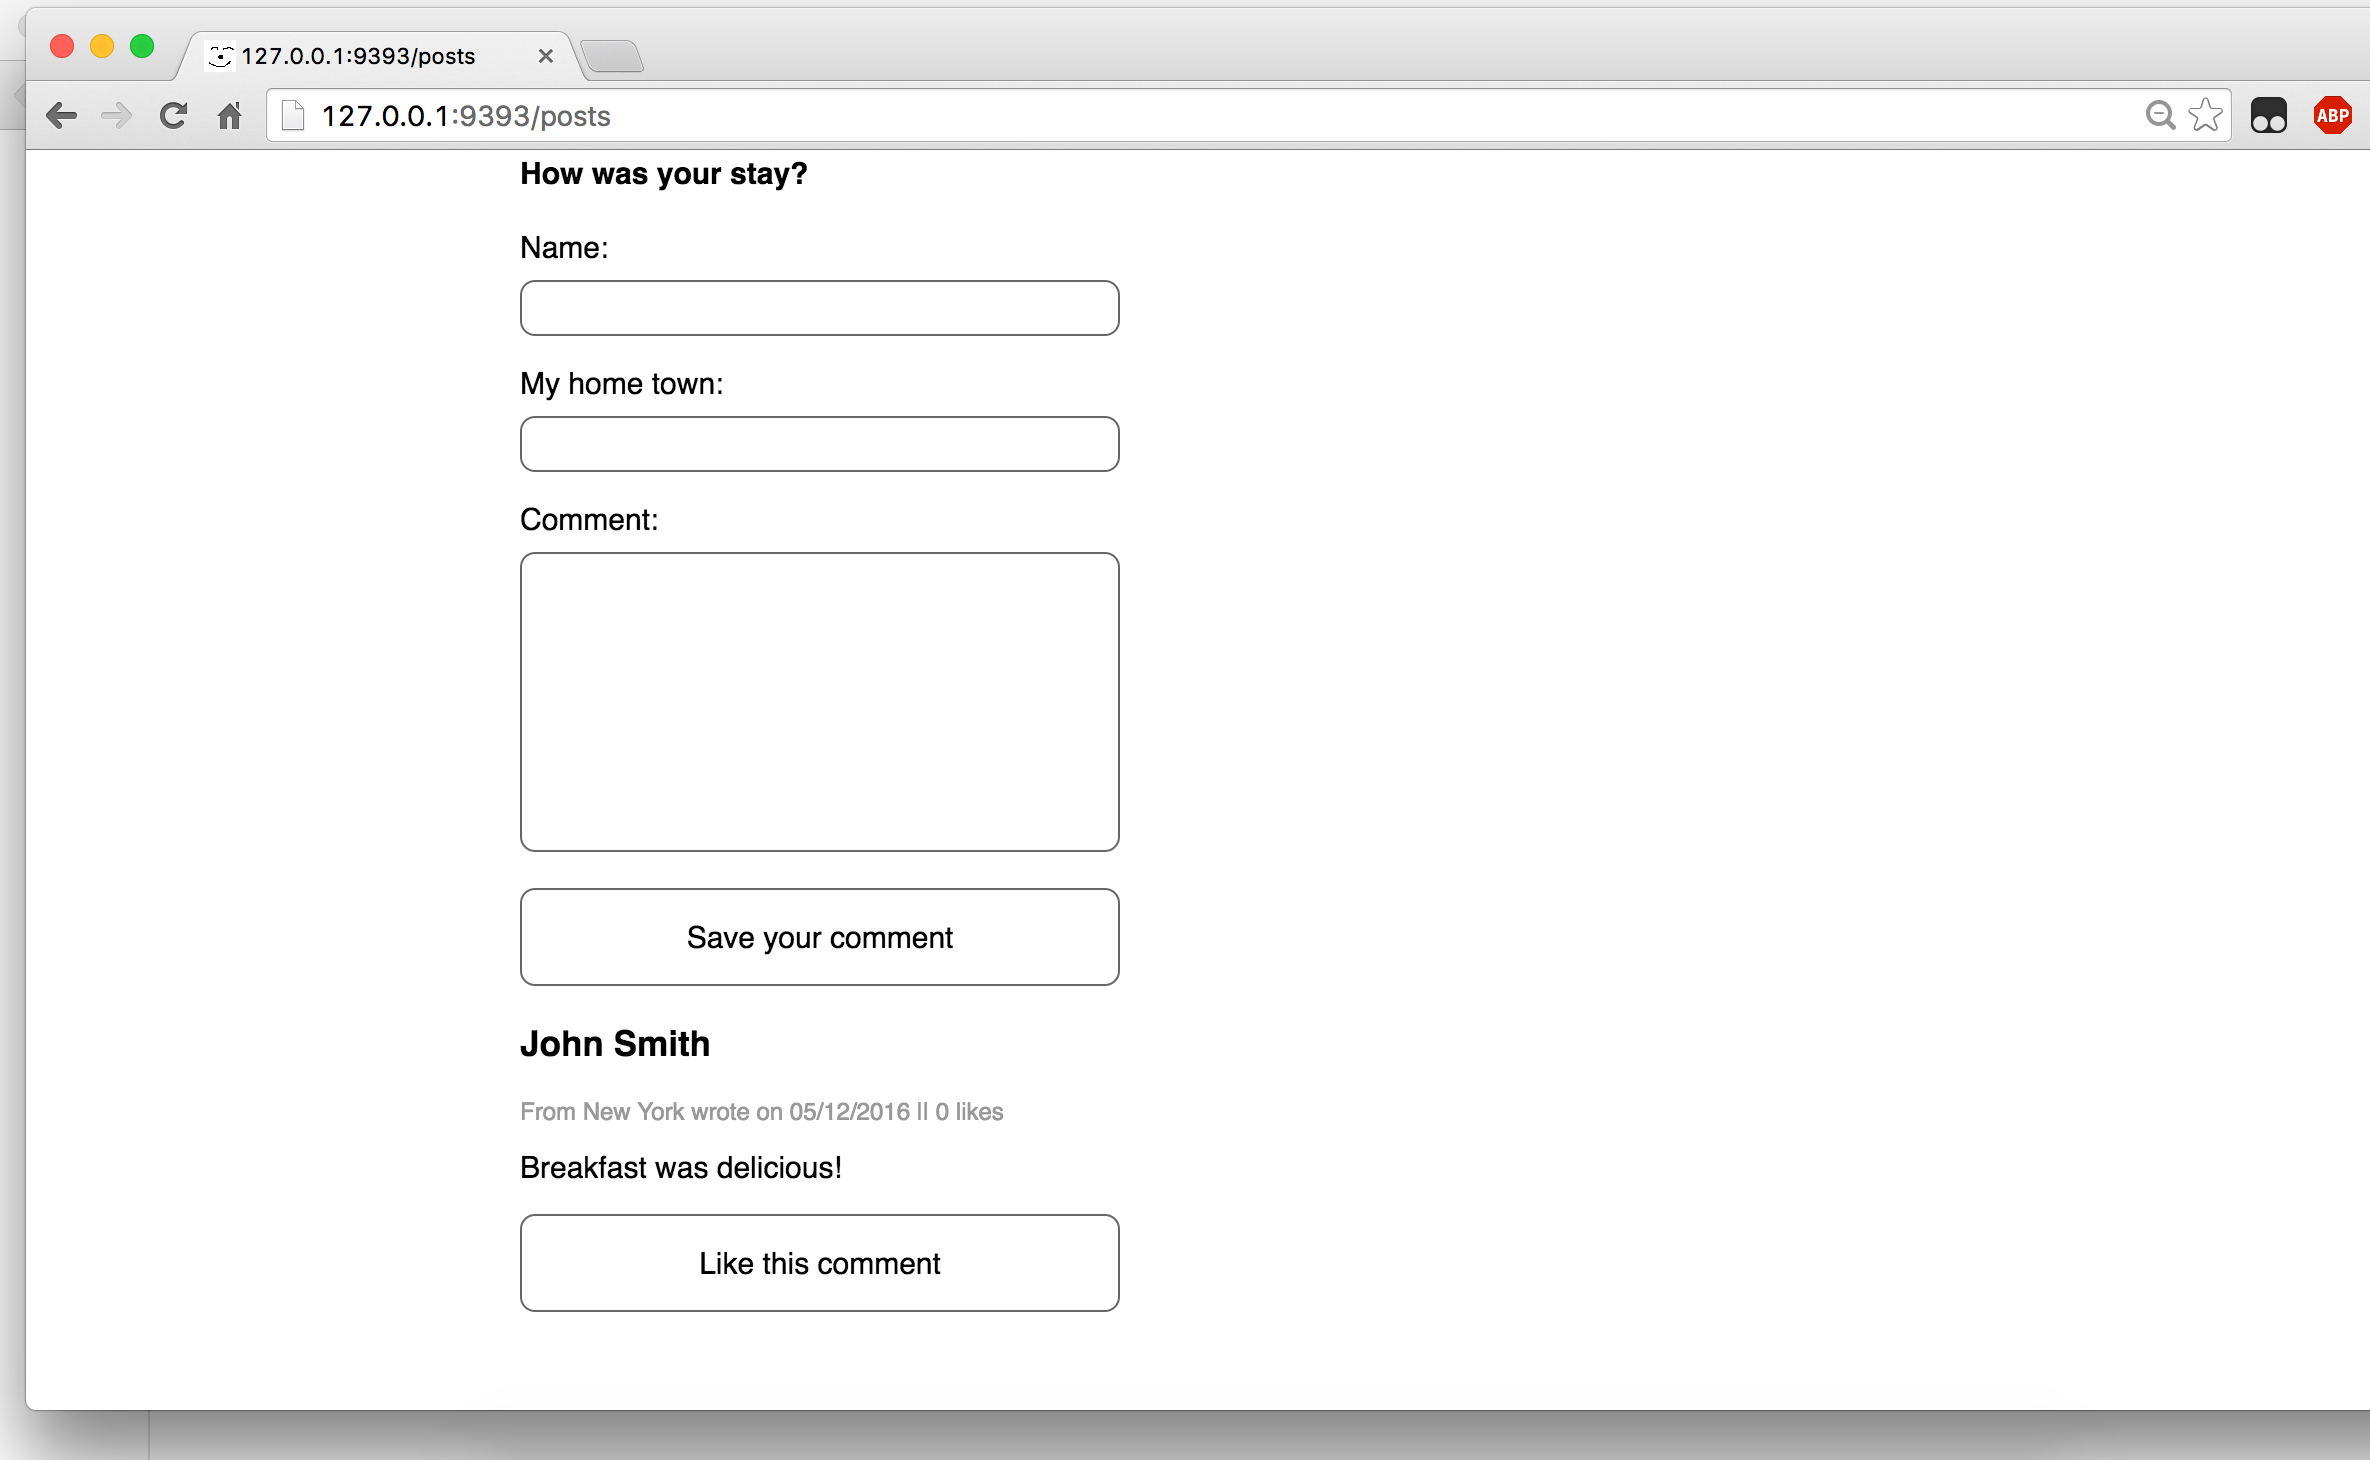 127.0.0.1:9393/posts
127.0.0.1:9393/posts
ABP
How was your stay?
Name:
My home town:
Comment:
Save your comment
John Smith
From New York wrote on 05/12/2016 || 0 likes
Breakfast was delicious!
Like this comment